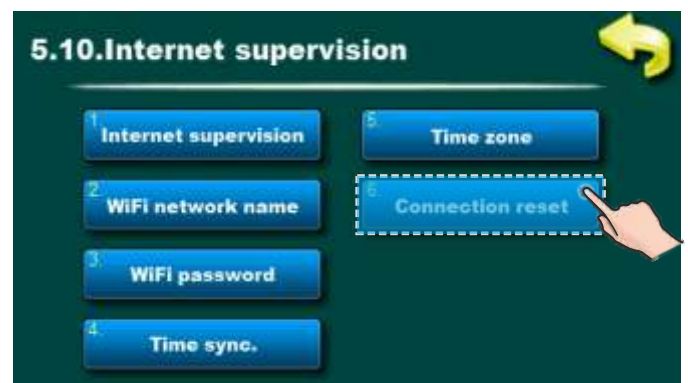 5.10.Internet supervision
1.
Internet supervision
2.
WiFi network name
3.
WiFi password
4.
Time sync.
5.
Time zone
6.
Connection reset